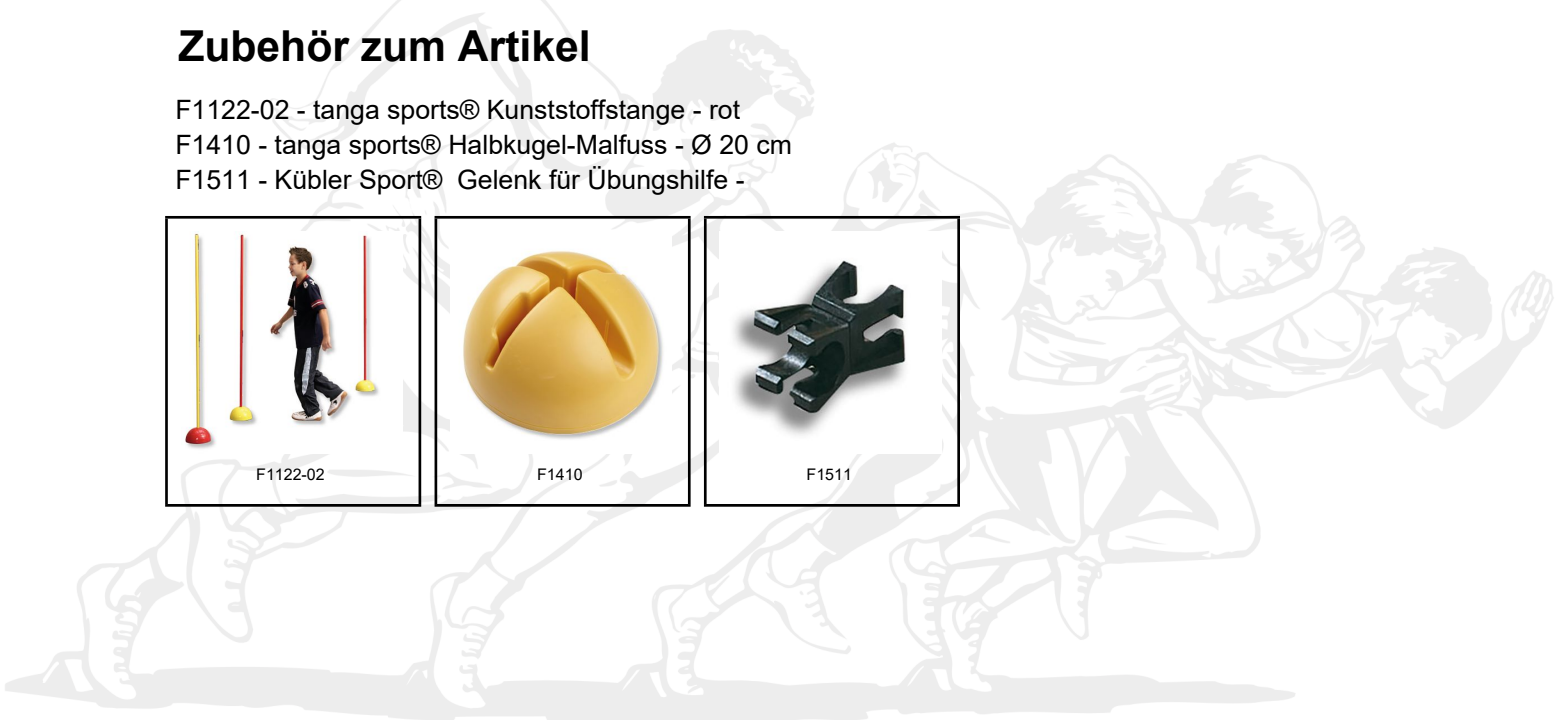 Zubehör zum Artikel
F1122-02 - tanga sports® Kunststoffstange - rot
F1410 - tanga sports® Halbkugel-Malfuss - Ø 20 cm
F1511 - Kübler Sport®  Gelenk für Übungshilfe -
F1122-02
F1410
F1511